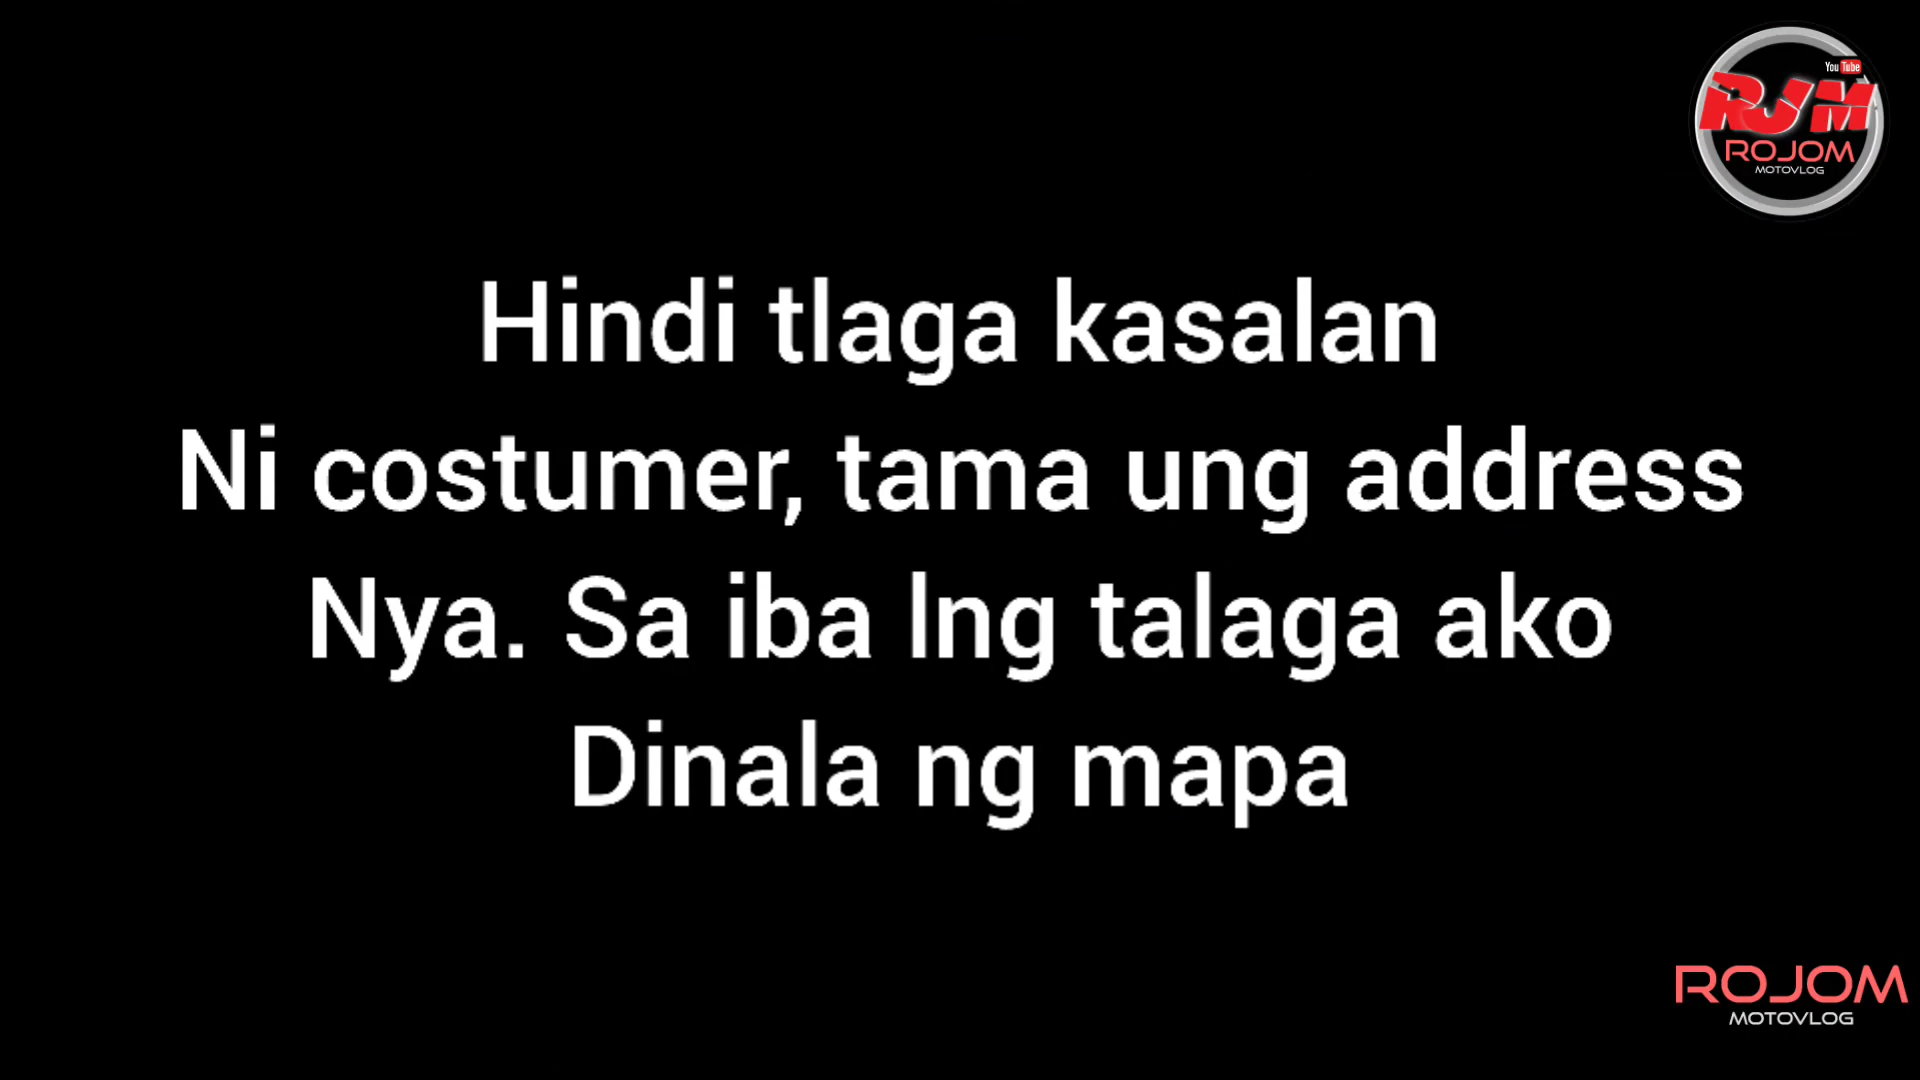 You Tube
RJM
ROJOM
MOTOVLOG
Hindi tlaga kasalan
Ni costumer, tama ung address
Nya. Sa iba lng talaga ako
Dinala ng mapa
ROJOM
MOTOVLOG